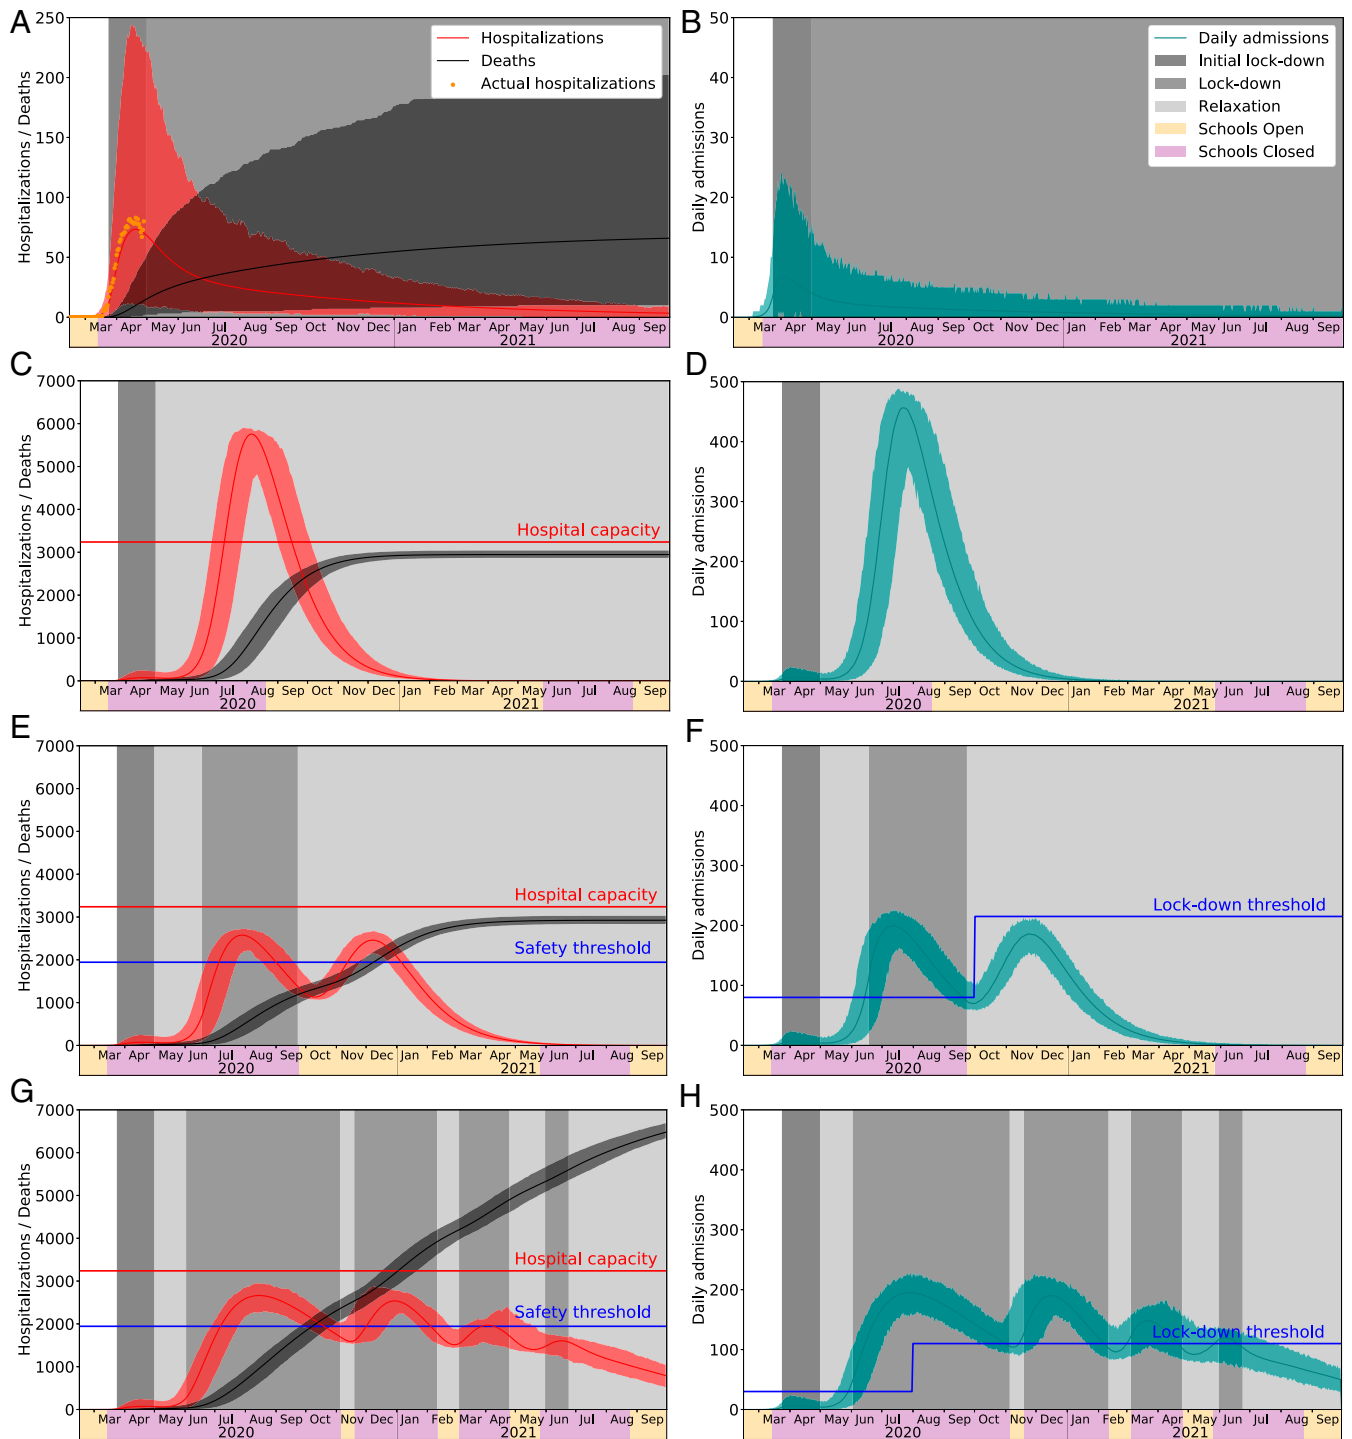 A
Hospitalizations / Deaths
250
200
150
100
50
0
Hospitalizations
Deaths
Actual hospitalizations
Mar Apr May Jun Jul Aug Sep Oct Nov Dec Jan Feb Mar Apr May Jun Jul Aug Sep
2020 2021
B
Daily admissions
50
40
30
20
10
0
Daily admissions
Initial lock-down
Lock-down
Relaxation
Schools Open
Schools Closed
Mar Apr May Jun Jul Aug Sep Oct Nov Dec Jan Feb Mar Apr May Jun Jul Aug Sep
2020 2021
C
Hospitalizations / Deaths
7000
6000
5000
4000
3000
2000
1000
0
Hospital capacity
Mar Apr May Jun Jul Aug Sep Oct Nov Dec Jan Feb Mar Apr May Jun Jul Aug Sep
2020 2021
D
Daily admissions
500
400
300
200
100
0
Mar Apr May Jun Jul Aug Sep Oct Nov Dec Jan Feb Mar Apr May Jun Jul Aug Sep
2020 2021
E
Hospitalizations / Deaths
7000
6000
5000
4000
3000
2000
1000
0
Hospital capacity
Safety threshold
Mar Apr May Jun Jul Aug Sep Oct Nov Dec Jan Feb Mar Apr May Jun Jul Aug Sep
2020 2021
F
Daily admissions
500
400
300
200
100
0
Lock-down threshold
Mar Apr May Jun Jul Aug Sep Oct Nov Dec Jan Feb Mar Apr May Jun Jul Aug Sep
2020 2021
G
Hospitalizations / Deaths
7000
6000
5000
4000
3000
2000
1000
0
Hospital capacity
Safety threshold
Mar Apr May Jun Jul Aug Sep Oct Nov Dec Jan Feb Mar Apr May Jun Jul Aug Sep
2020 2021
H
Daily admissions
500
400
300
200
100
0
Lock-down threshold
Mar Apr May Jun Jul Aug Sep Oct Nov Dec Jan Feb Mar Apr May Jun Jul Aug Sep
2020 2021